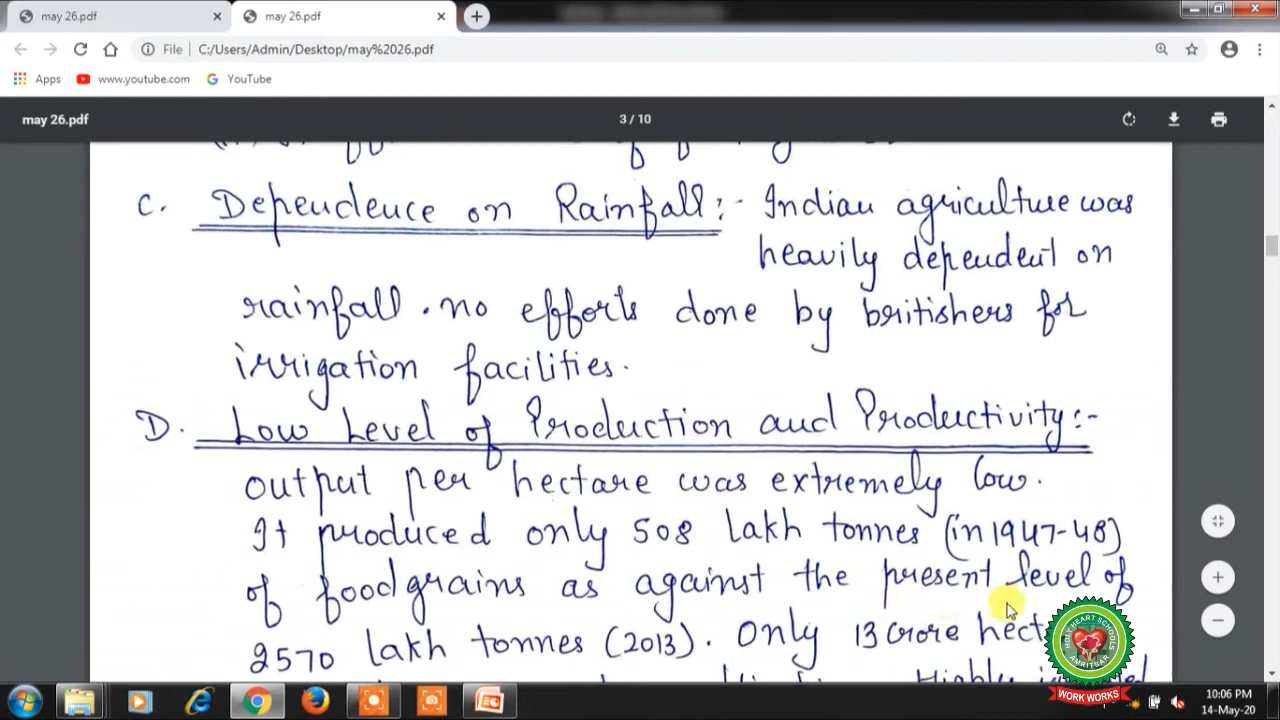 may 26.pdf
may 26.pdf
File C:/Users/Admin/Desktop/may%2026.pdf
Apps www.youtube.com YouTube
may 26.pdf 3 / 10
C. Dependence on Rainfall:- Indian agriculture was
heavily dependent on
rainfall. no efforts done by britishers for
irrigation facilities.
D. Low Level of Production and Productivity:-
output per hectare was extremely low.
It produced only 508 lakh tonnes (in 1947-48)
of foodgrains as against the present level of
2570 lakh tonnes (2013). Only 13 crore
HOLY HEART SCHOOLS
AMRITSAR
WORK WORKS
10:06 PM
14-May-20